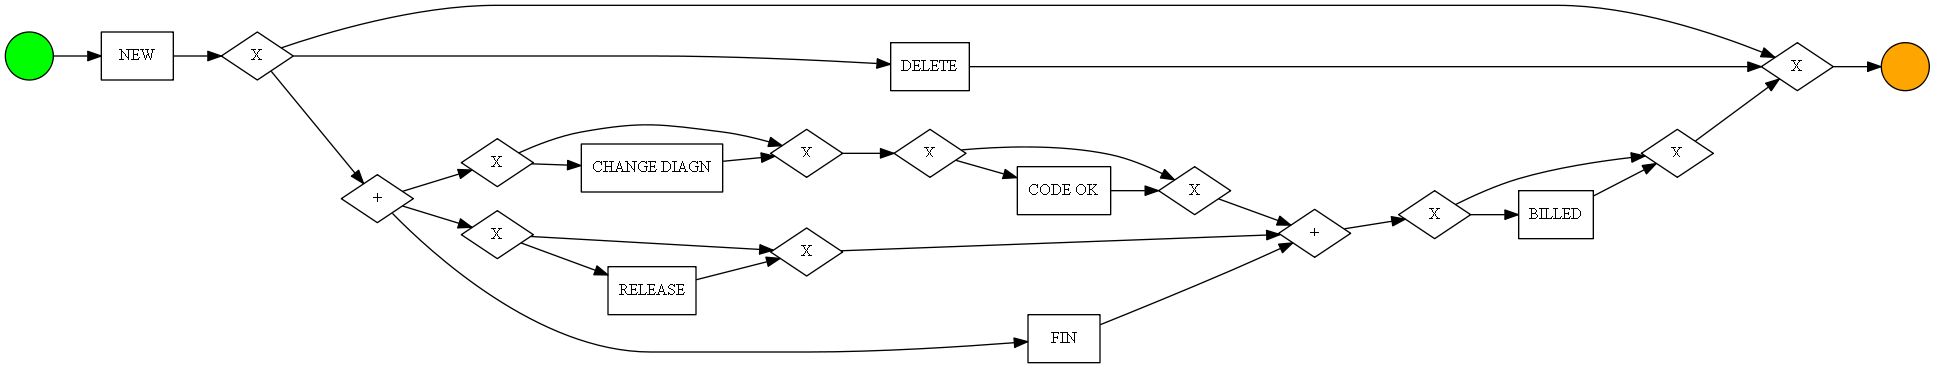 NEW
X
DELETE
X
X
CHANGE DIAGN
X
X
CODE OK
X
+
X
RELEASE
X
FIN
+
X
BILLED
X